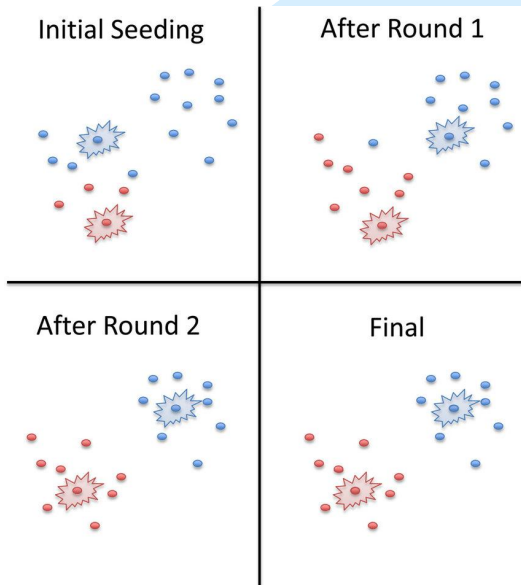 Initial Seeding
After Round 1
After Round 2
Final